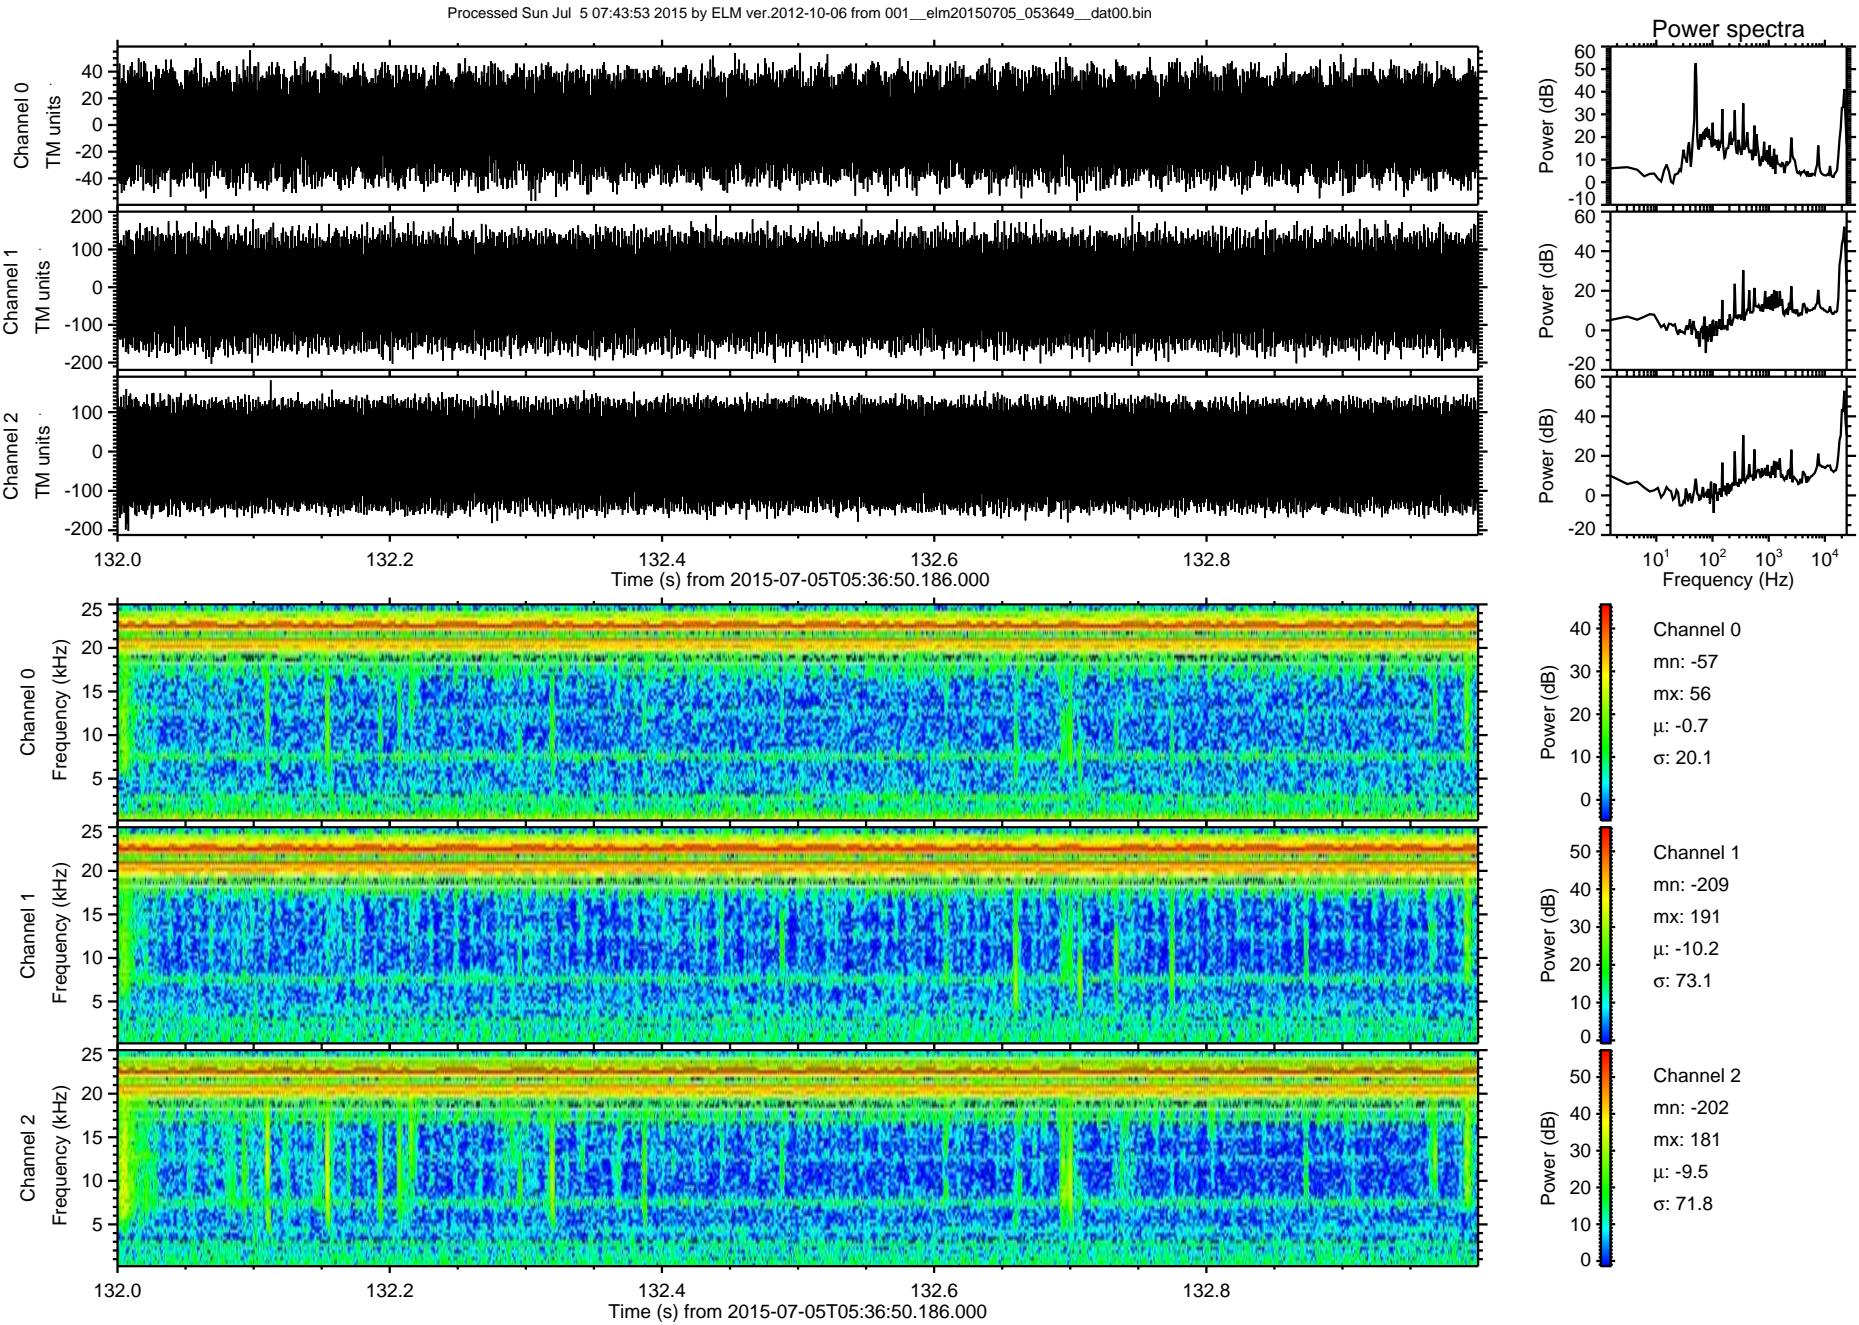 Processed Sun Jul  5 07:43:53 2015 by ELM ver.2012-10-06 from 001__elm20150705_053649__dat00.bin
Power spectra
Channel 0
TM units
40
20
0
-20
-40
Power (dB)
60
50
40
30
20
10
0
-10
Channel 1
TM units
200
100
0
-100
-200
Power (dB)
60
40
20
0
-20
Channel 2
TM units
100
0
-100
-200
Power (dB)
60
40
20
0
-20
132.0 132.2 132.4 132.6 132.8
Time (s) from 2015-07-05T05:36:50.186.000
10^1 10^2 10^3 10^4
Frequency (Hz)
Channel 0
Frequency (kHz)
25
20
15
10
5
Power (dB)
40
30
20
10
0
Channel 0
mn: -57
mx: 56
μ: -0.7
σ: 20.1
Channel 1
Frequency (kHz)
25
20
15
10
5
Power (dB)
50
40
30
20
10
0
Channel 1
mn: -209
mx: 191
μ: -10.2
σ: 73.1
Channel 2
Frequency (kHz)
25
20
15
10
5
Power (dB)
50
40
30
20
10
0
Channel 2
mn: -202
mx: 181
μ: -9.5
σ: 71.8
132.0 132.2 132.4 132.6 132.8
Time (s) from 2015-07-05T05:36:50.186.000